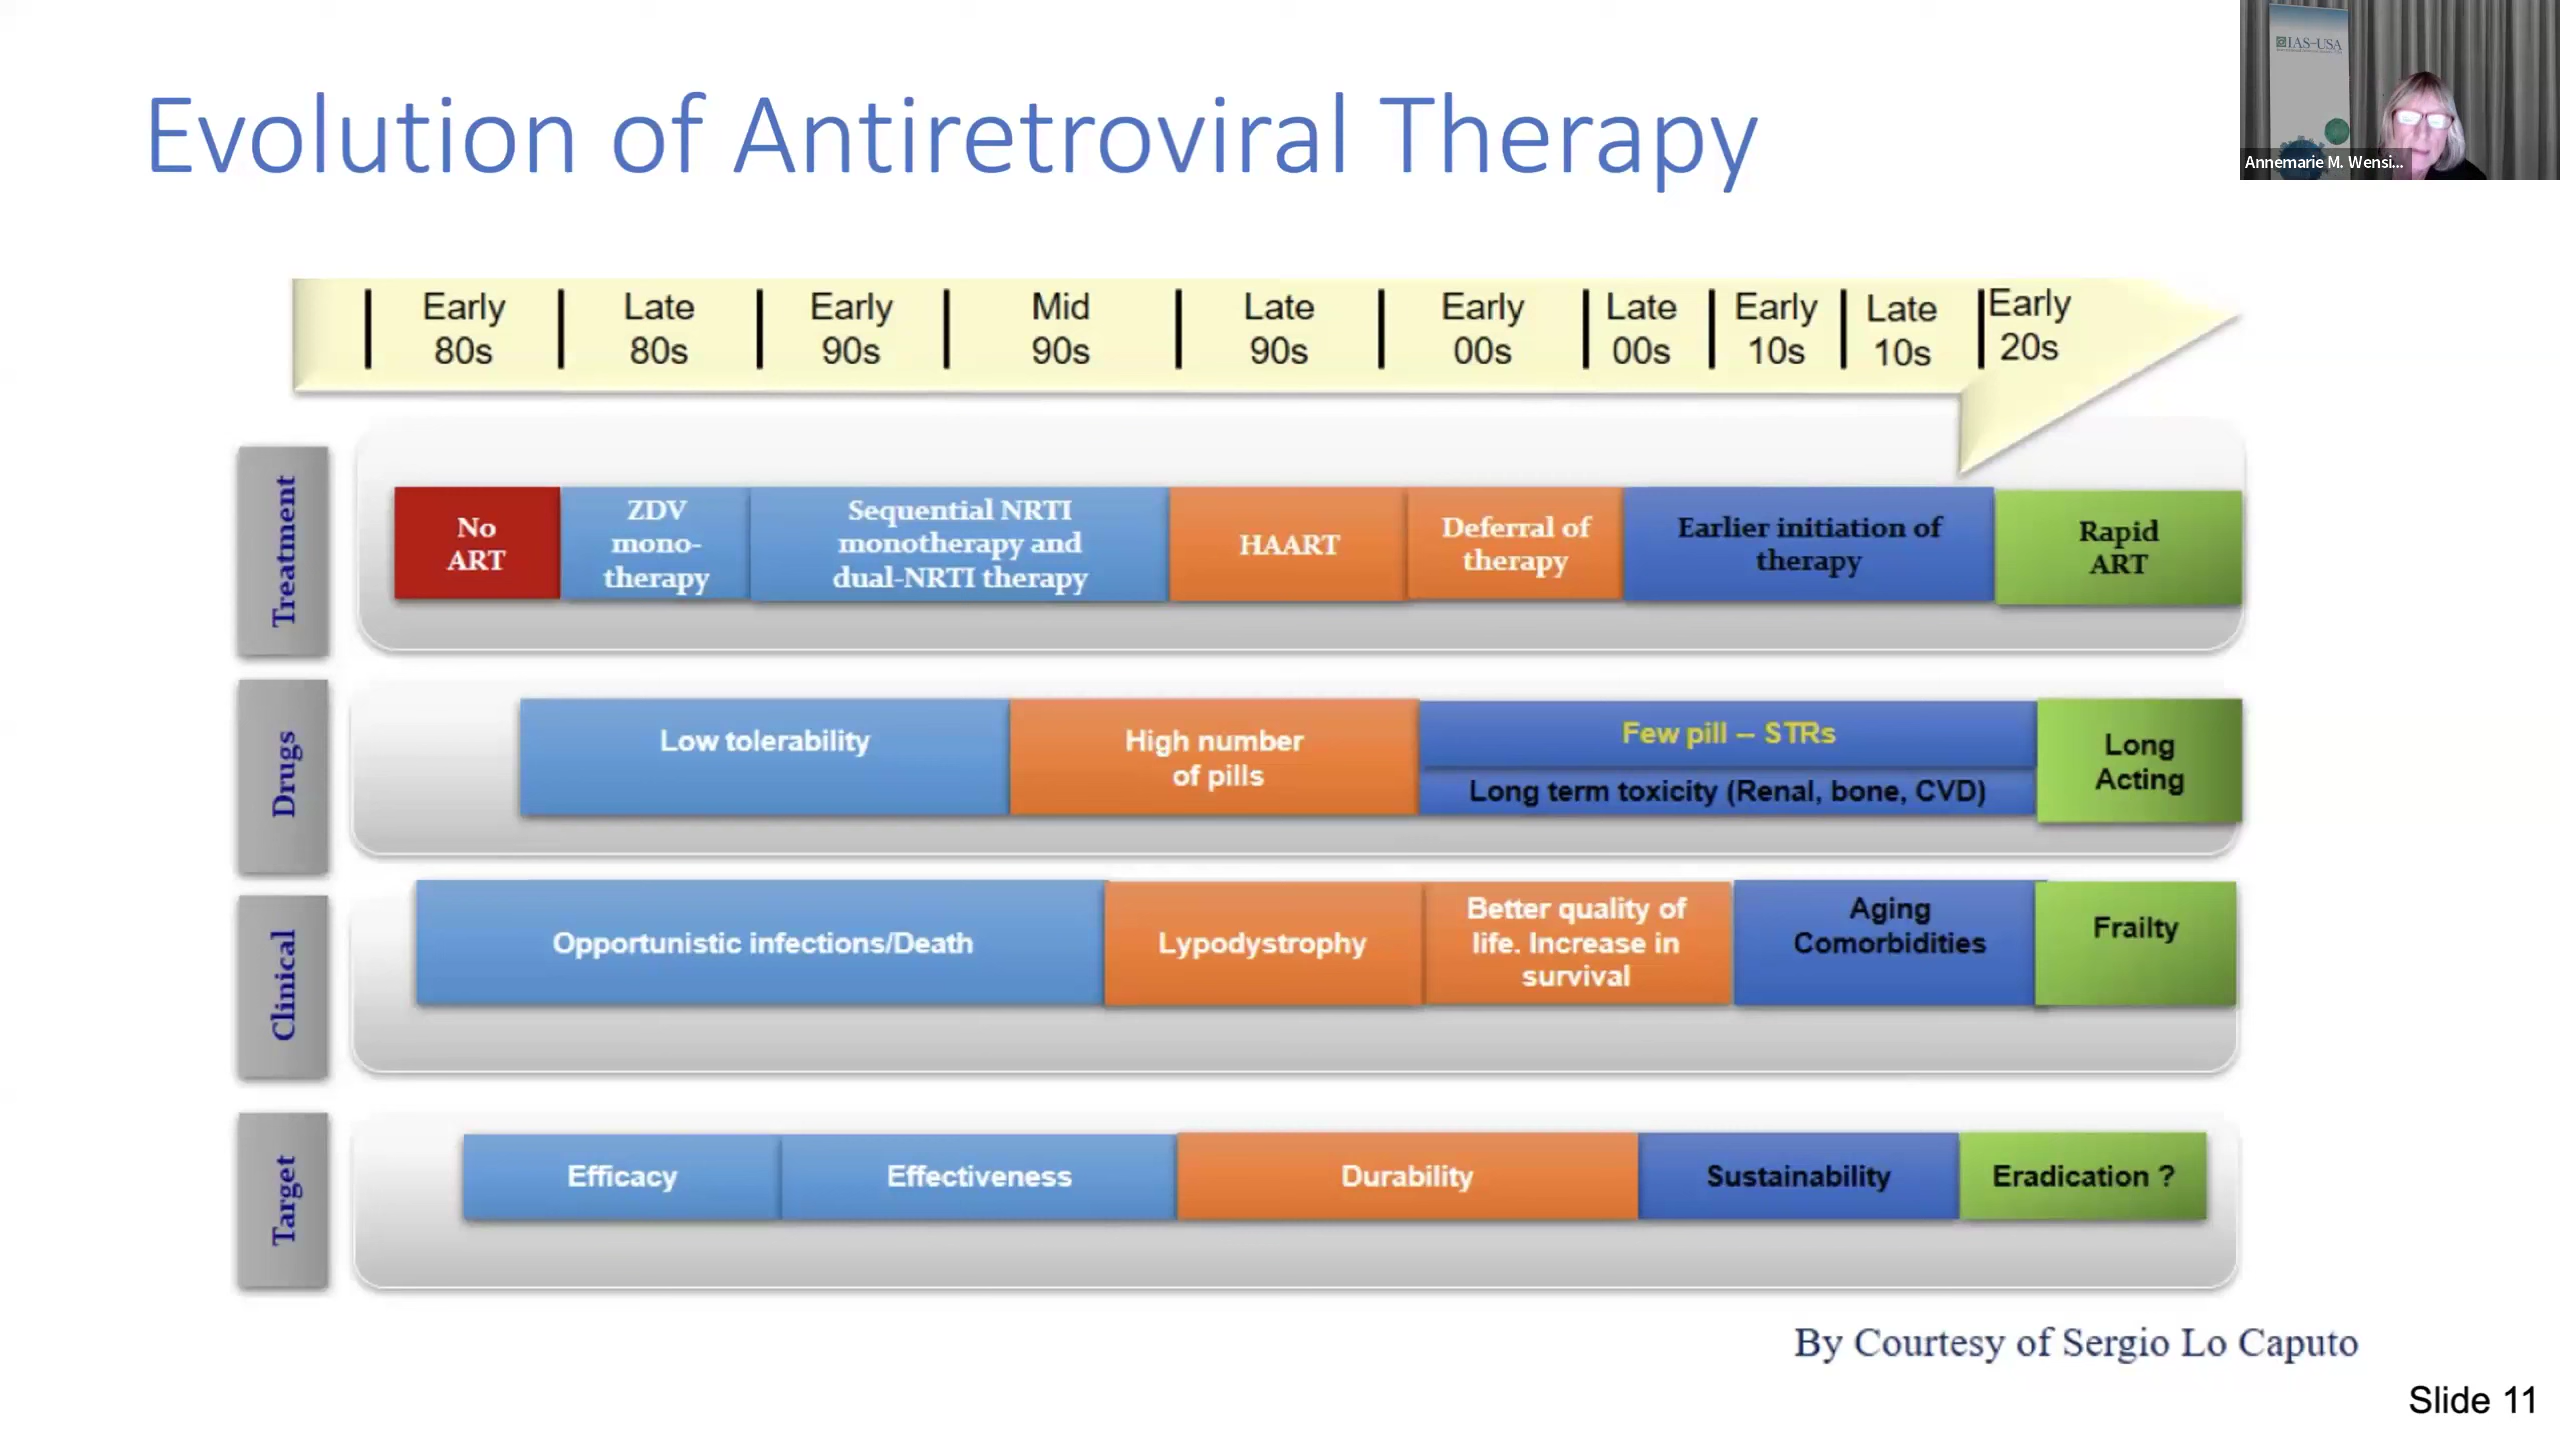 Evolution of Antiretroviral Therapy
IAS–USA
Annemarie M. Wensi...
Early 80s
Late 80s
Early 90s
Mid 90s
Late 90s
Early 00s
Late 00s
Early 10s
Late 10s
Early 20s
Treatment
No
ART
ZDV
mono-
therapy
Sequential NRTI
monotherapy and
dual-NRTI therapy
HAART
Deferral of
therapy
Earlier initiation of
therapy
Rapid
ART
Drugs
Low tolerability
High number
of pills
Few pill – STRs
Long term toxicity (Renal, bone, CVD)
Long
Acting
Clinical
Opportunistic infections/Death
Lypodystrophy
Better quality of
life. Increase in
survival
Aging
Comorbidities
Frailty
Target
Efficacy
Effectiveness
Durability
Sustainability
Eradication ?
By Courtesy of Sergio Lo Caputo
Slide 11